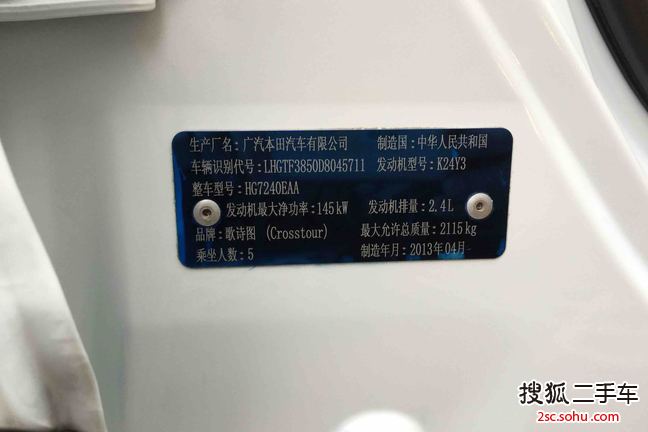 生产厂名：广汽本田汽车有限公司 制造国：中华人民共和国
车辆识别代号：LHGTF3850D8045711 发动机型号：K24Y3
整车型号：HG7240EAA
发动机最大净功率：145kW 发动机排量：2.4L
品牌：歌诗图 (Crosstour) 最大允许总质量：2115kg
乘坐人数：5 制造年月：2013年04月
搜狐 二手车
2sc.sohu.com